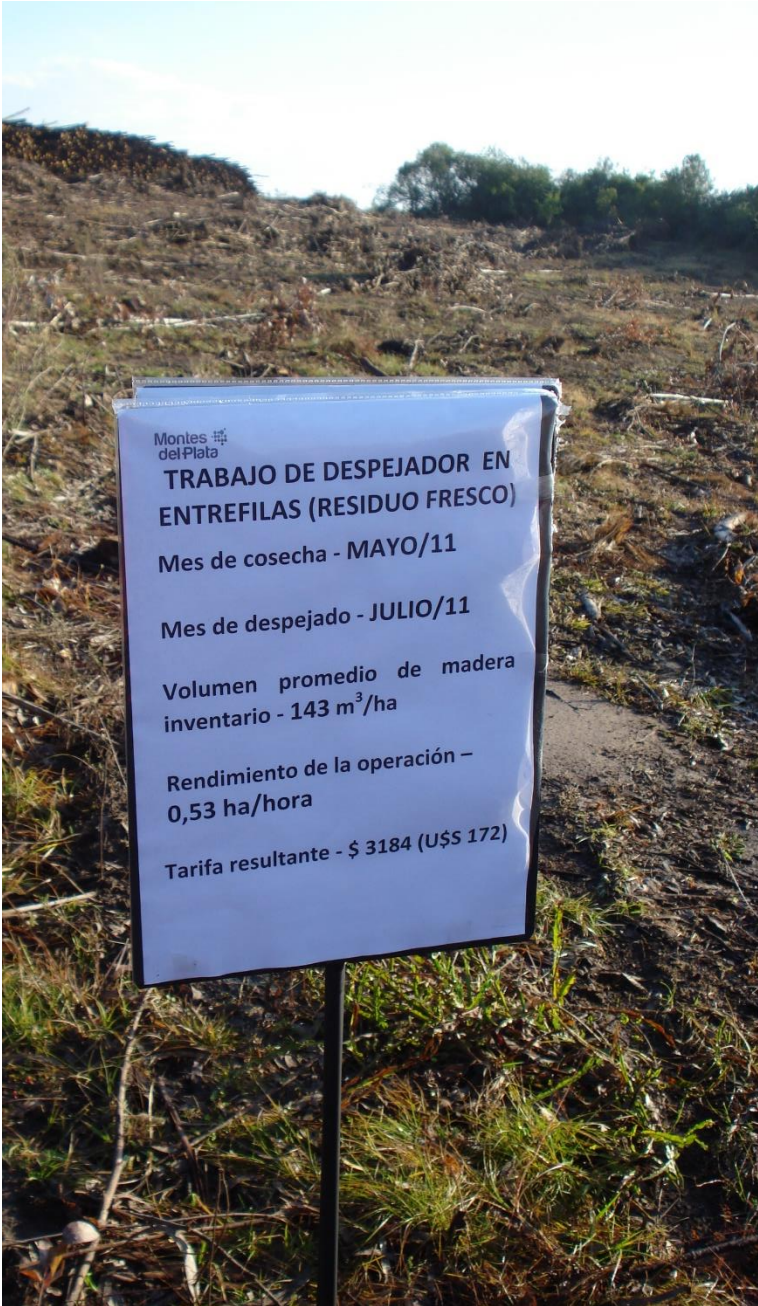 Montes
del Plata
TRABAJO DE DESPEJADOR EN
ENTREFILAS (RESIDUO FRESCO)
Mes de cosecha - MAYO/11
Mes de despejado - JULIO/11
Volumen promedio de madera
inventario - 143 m³/ha
Rendimiento de la operación –
0,53 ha/hora
Tarifa resultante - $ 3184 (U$S 172)